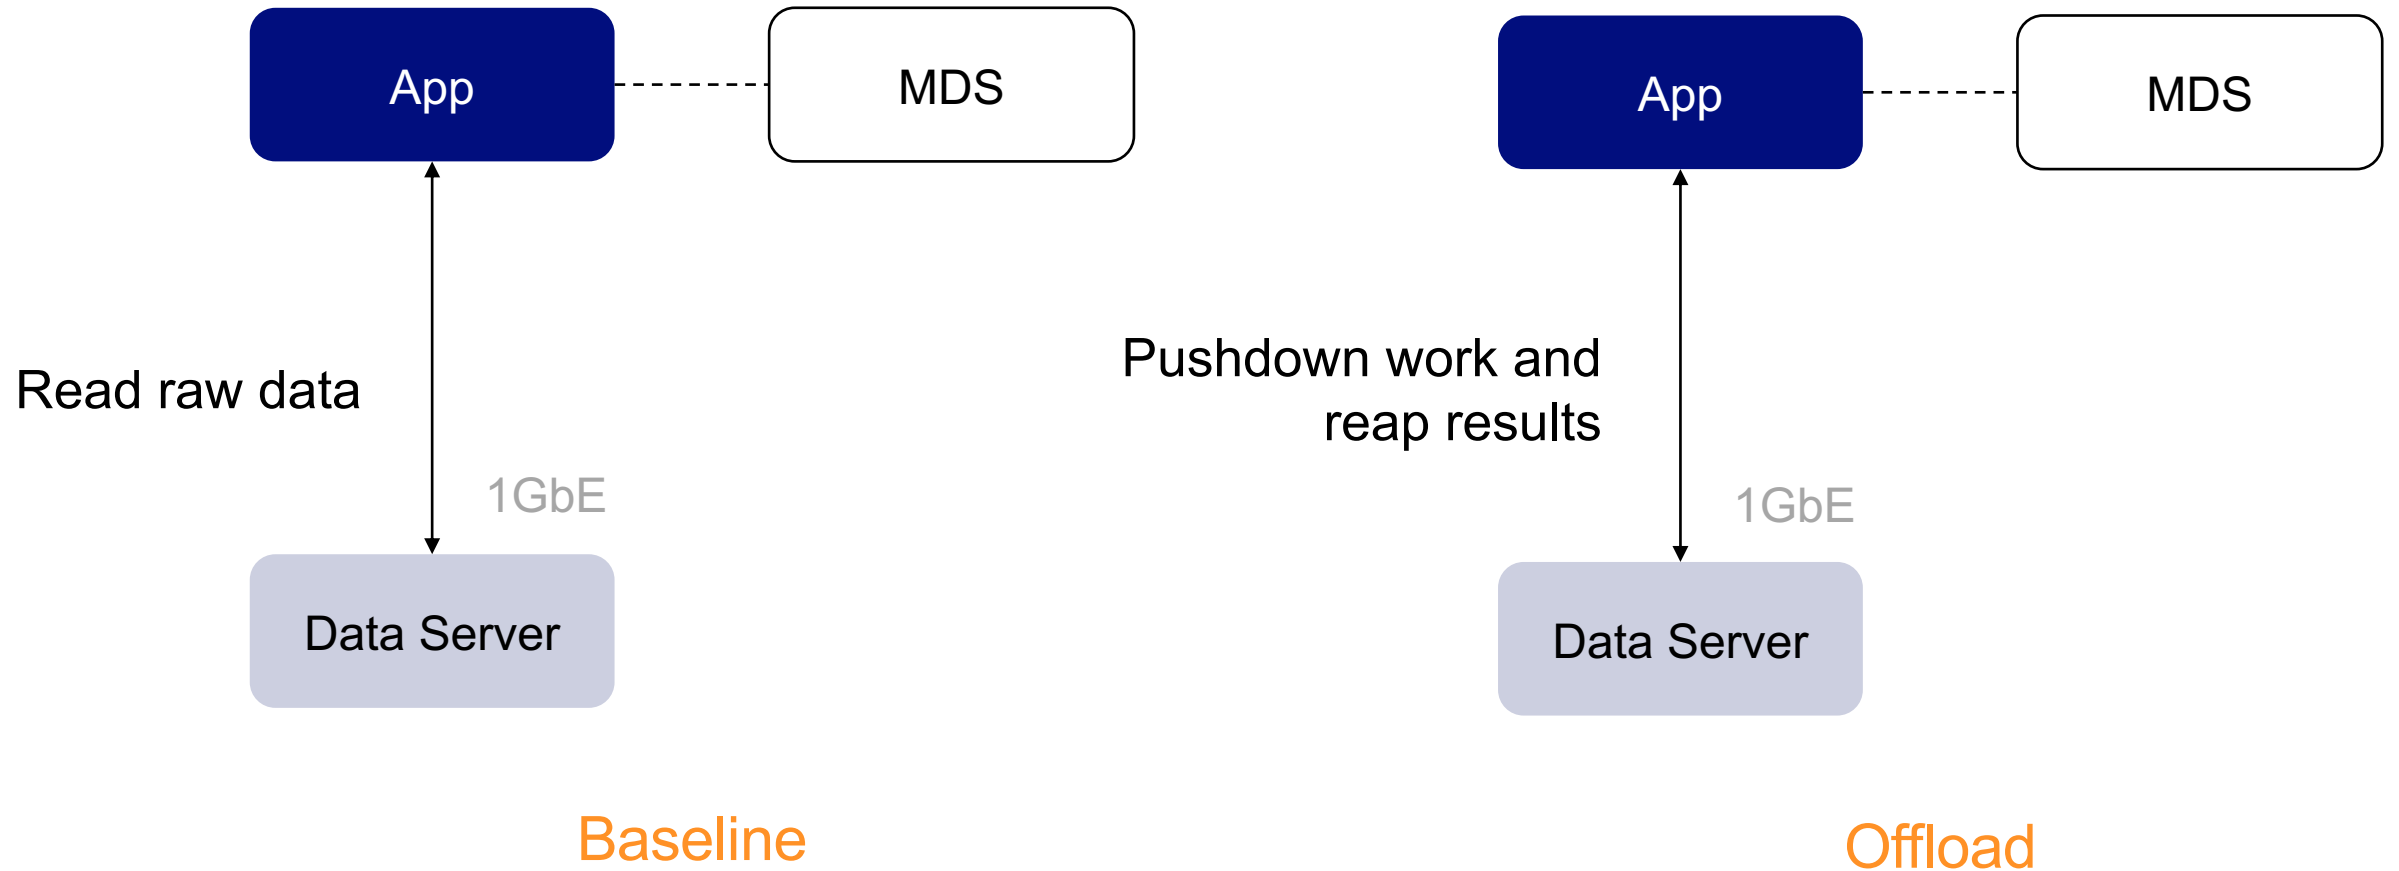 App
MDS
Read raw data
1GbE
Data Server
Baseline
App
MDS
Pushdown work and
reap results
1GbE
Data Server
Offload